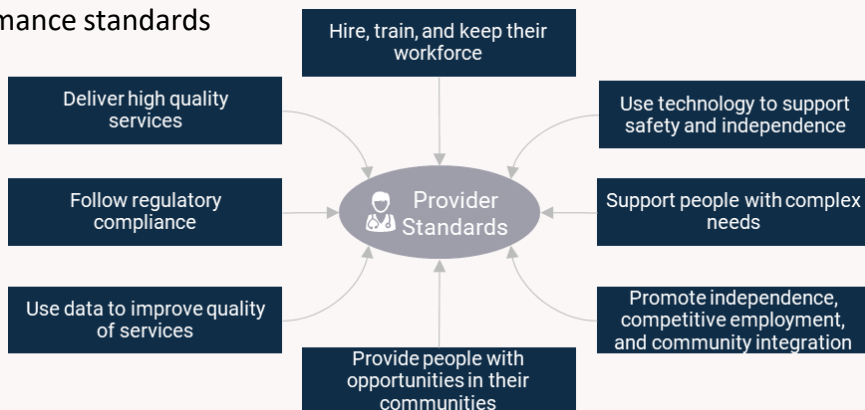 mance standards
Hire, train, and keep their
workforce
Deliver high quality
services
Use technology to support
safety and independence
Follow regulatory
compliance
Provider
Standards
Support people with complex
needs
Use data to improve quality
of services
Promote independence,
competitive employment,
and community integration
Provide people with
opportunities in their
communities